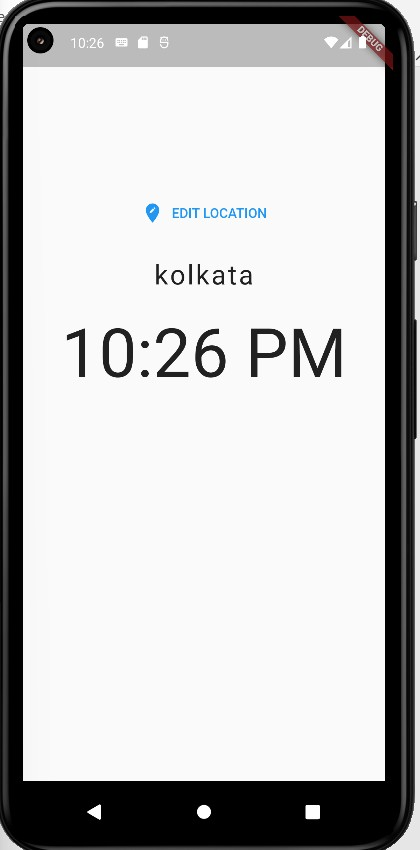 10:26
DEBUG
EDIT LOCATION
kolkata
10:26 PM